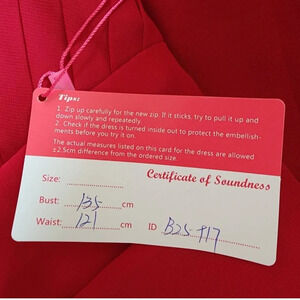 Tips:
1. Zip up carefully for the new zip. If it sticks, try to pull it up and
down slowly and repeatedly.
2. Check if the dress is turned inside out to protect the embellish-
ments before you try it on.
The actual measures listed on this card for the dress are allowed
±2.5cm difference from the ordered size.
Certificate of Soundness
Size:
Bust: 135 cm
Waist: 121 cm ID B25-917